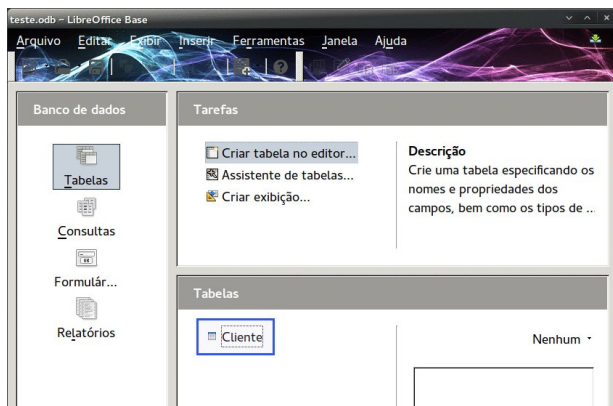 teste.odb – LibreOffice Base
Arquivo Editar Exibir Inserir Ferramentas Janela Ajuda
Banco de dados
Tabelas
Consultas
Formulár...
Relatórios
Tarefas
Criar tabela no editor...
Assistente de tabelas...
Criar exibição...
Descrição
Crie uma tabela especificando os
nomes e propriedades dos
campos, bem como os tipos de ...
Tabelas
Cliente
Nenhum